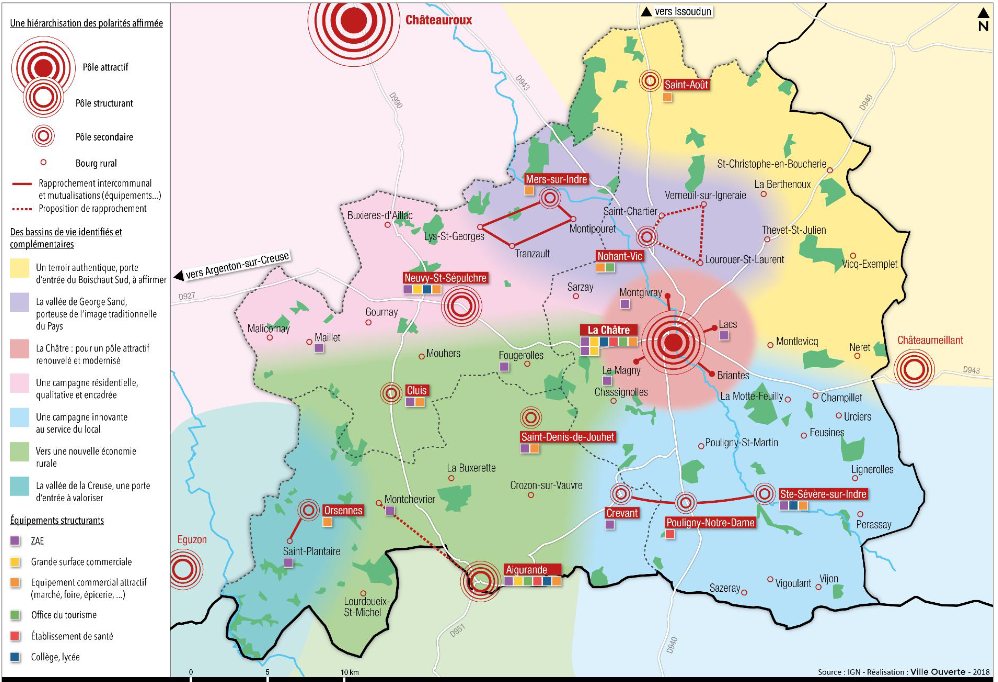 Une hiérarchisation des polarités affirmée
Pôle attractif
Pôle structurant
Pôle secondaire
Bourg rural
Rapprochement intercommunal
et mutualisations (équipements...)
Proposition de rapprochement
Des bassins de vie identifiés et
complémentaires
Un terroir authentique, porte
d'entrée du Boischaut Sud, à affirmer
La vallée de George Sand,
porteuse de l'image traditionnelle
du Pays
La Châtre : pour un pôle attractif
renouvelé et modernisé
Une campagne résidentielle,
qualitative et encadrée
Une campagne innovante
au service du local
Vers une nouvelle économie
rurale
La vallée de la Creuse, une porte
d'entrée à valoriser
Équipements structurants
ZAE
Grande surface commerciale
Equipement commercial attractif
(marché, foire, épicerie, ...)
Office du tourisme
Établissement de santé
Collège, lycée
Châteauroux
vers Issoudun
N
D943
D990
D940
Saint-Août
St-Christophe-en-Boucherie
La Berthenoux
Mers-sur-Indre
Verneuil-sur-Igneraie
Saint-Chartier
Buxieres-d'Aillac
Lys-St-Georges
Montipouret
Tranzault
Thevet-St-Julien
Nohant-Vic
Lourouer-St-Laurent
Vicq-Exemplet
vers Argenton-sur-Creuse
Neuvy-St-Sépulchre
Sarzay
Montgivray
D927
Gournay
Malicornay
Maillet
La Châtre
Lacs
Montlevicq
Neret
Châteaumeillant
Mouhers
Fougerolles
Le Magny
Briantes
D943
Cluis
Chassignolles
La Motte-Feuilly
Champillet
Urciers
Feusines
Saint-Denis-de-Jouhet
Pouligny-St-Martin
La Buxerette
Lignerolles
Crozon-sur-Vauvre
Montchevrier
Orsennes
Crevant
Ste-Sévère-sur-Indre
Pouligny-Notre-Dame
Perassay
Eguzon
Saint-Plantaire
Aigurande
Vigoulant
Vijon
Sazeray
Lourdoueix-
St-Michel
D951
D940
0
5
10 km
Source : IGN - Réalisation : Ville Ouverte - 2018